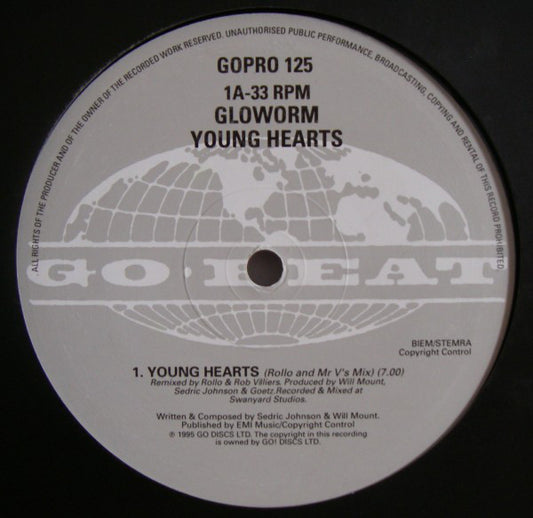 ALL RIGHTS OF THE PRODUCER AND OF THE OWNER OF THE RECORDED WORK RESERVED. UNAUTHORISED PUBLIC PERFORMANCE, BROADCASTING, COPYING AND RENTAL OF THIS RECORD PROHIBITED
GOPRO 125
1A-33 RPM
GLOWORM
YOUNG HEARTS
GO·BEAT
BIEM/STEMRA
Copyright Control
1. YOUNG HEARTS (Rollo and Mr V's Mix) (7.00)
Remixed by Rollo & Rob Villiers. Produced by Will Mount,
Sedric Johnson & Goetz.Recorded & Mixed at
Swanyard Studios.
Written & Composed by Sedric Johnson & Will Mount.
Published by EMI Music/Copyright Control
℗ 1995 GO DISCS LTD. The copyright in this recording
is owned by GO! DISCS LTD.